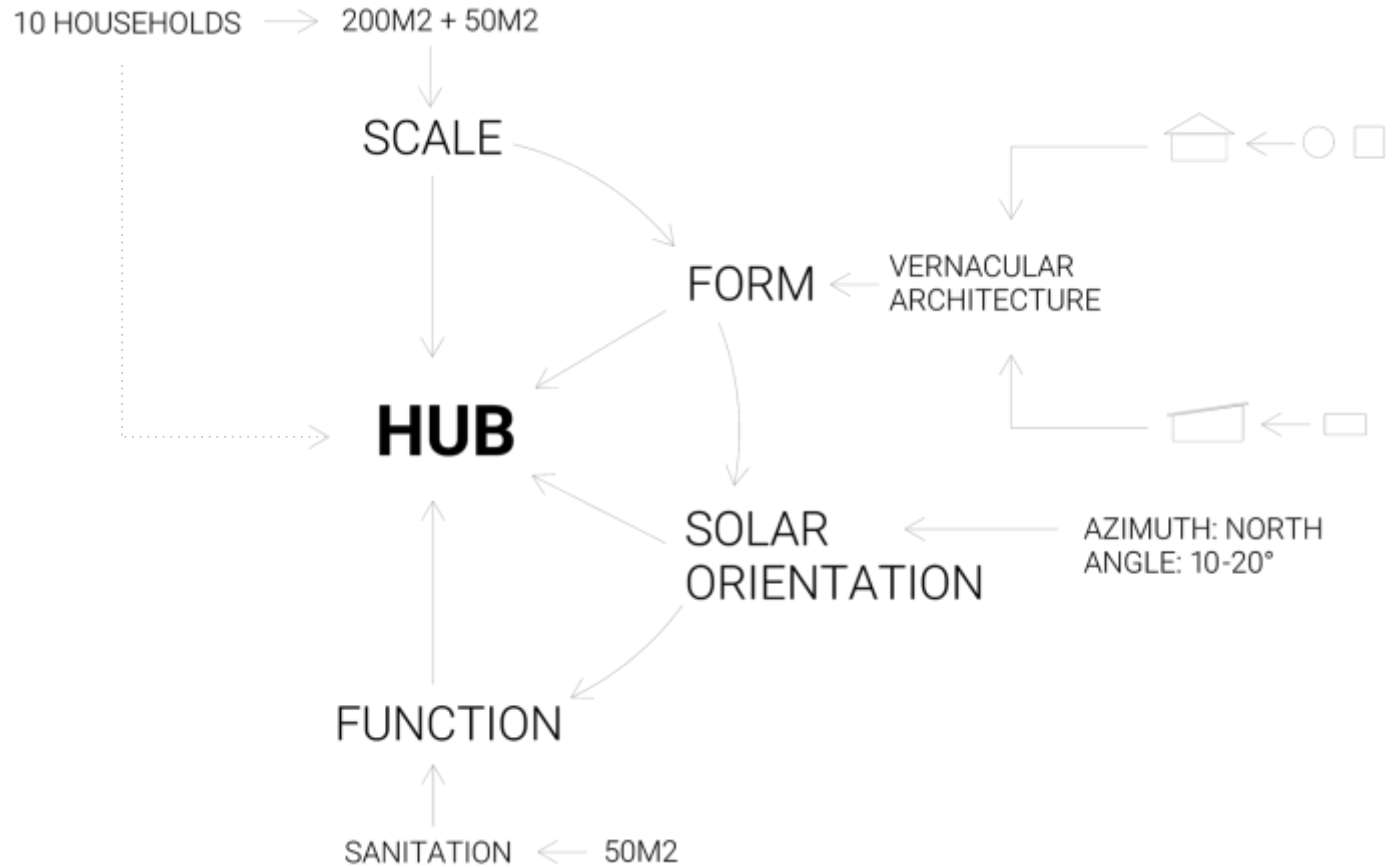 10 HOUSEHOLDS
200M2 + 50M2
SCALE
FORM
VERNACULAR
ARCHITECTURE
HUB
SOLAR
ORIENTATION
AZIMUTH: NORTH
ANGLE: 10-20°
FUNCTION
SANITATION
50M2